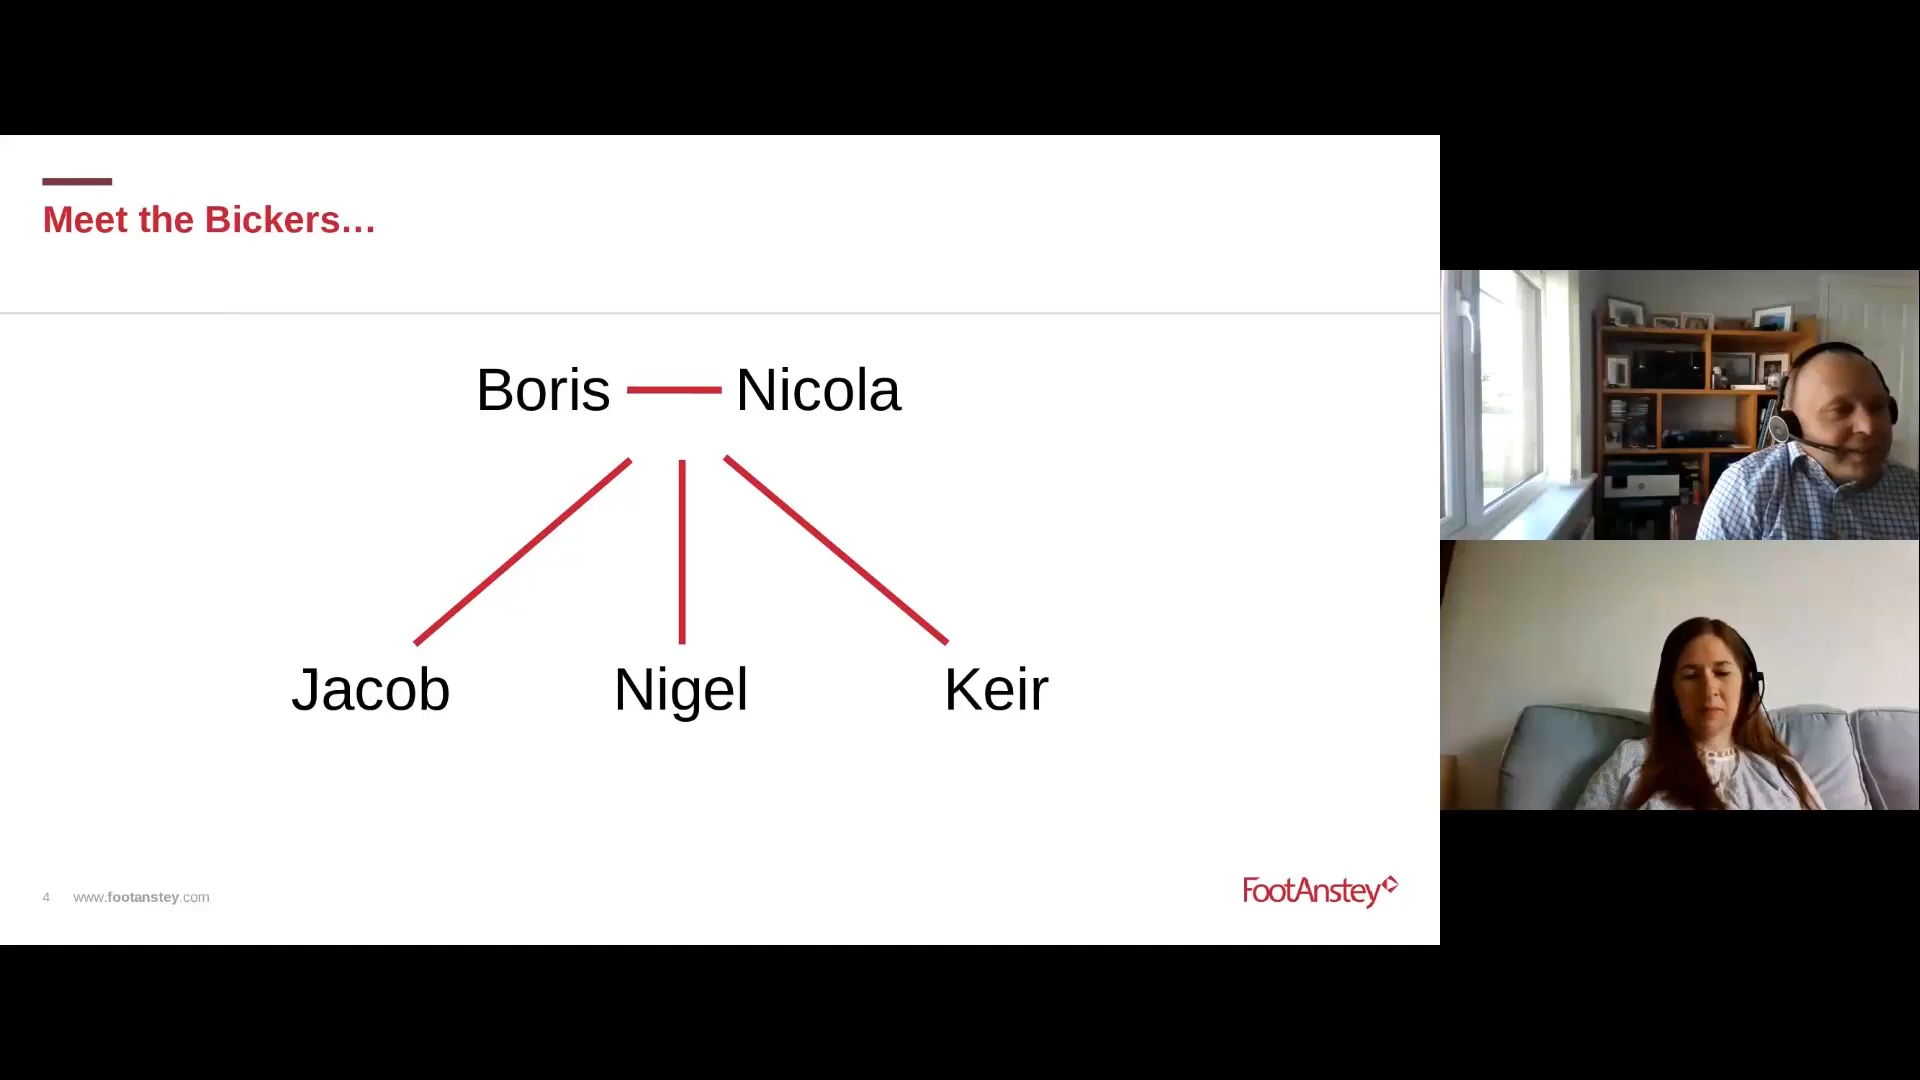 Meet the Bickers...
Boris Nicola
Jacob Nigel Keir
4 www.footanstey.com
FootAnstey